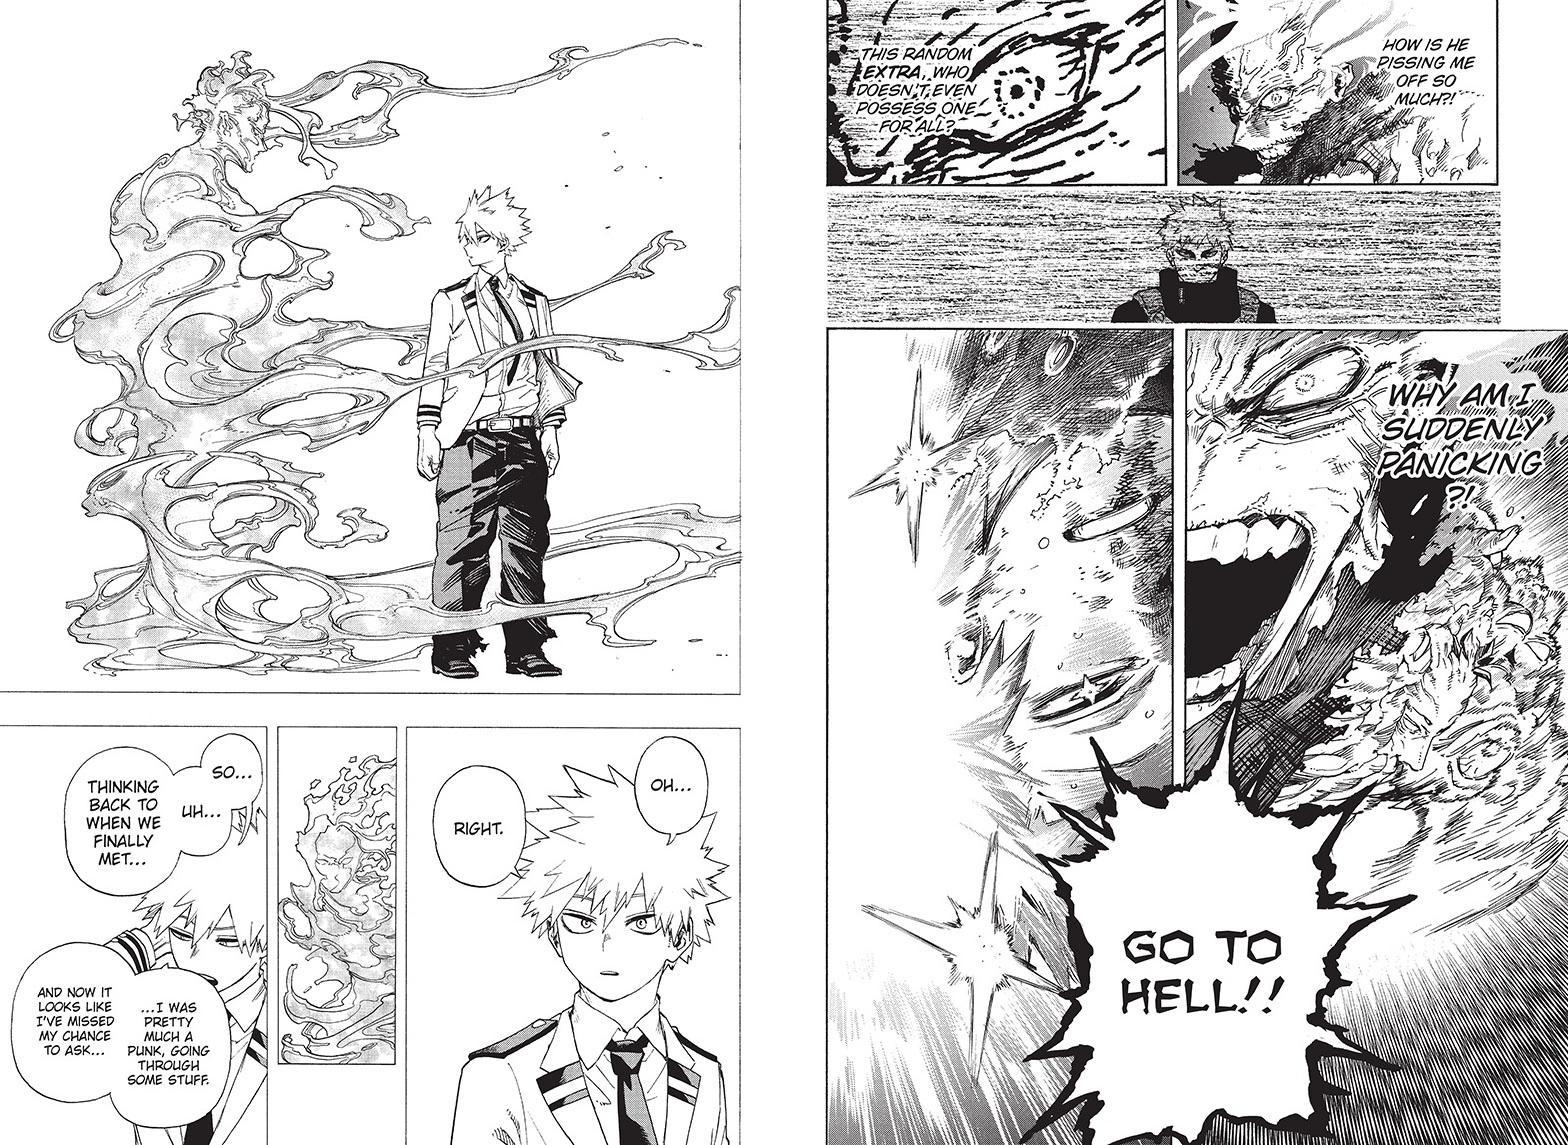 HOW IS HE
PISSING ME
OFF SO
MUCH?!
THIS RANDOM
EXTRA, WHO
DOESN'T EVEN
POSSESS ONE
FOR ALL?
WHY AM I
SUDDENLY
PANICKING
?!
GO TO
HELL!!
OH...
RIGHT.
SO...
UH...
THINKING
BACK TO
WHEN WE
FINALLY
MET...
...I WAS
PRETTY
MUCH A
PUNK, GOING
THROUGH
SOME STUFF.
AND NOW IT
LOOKS LIKE
I'VE MISSED
MY CHANCE
TO ASK...